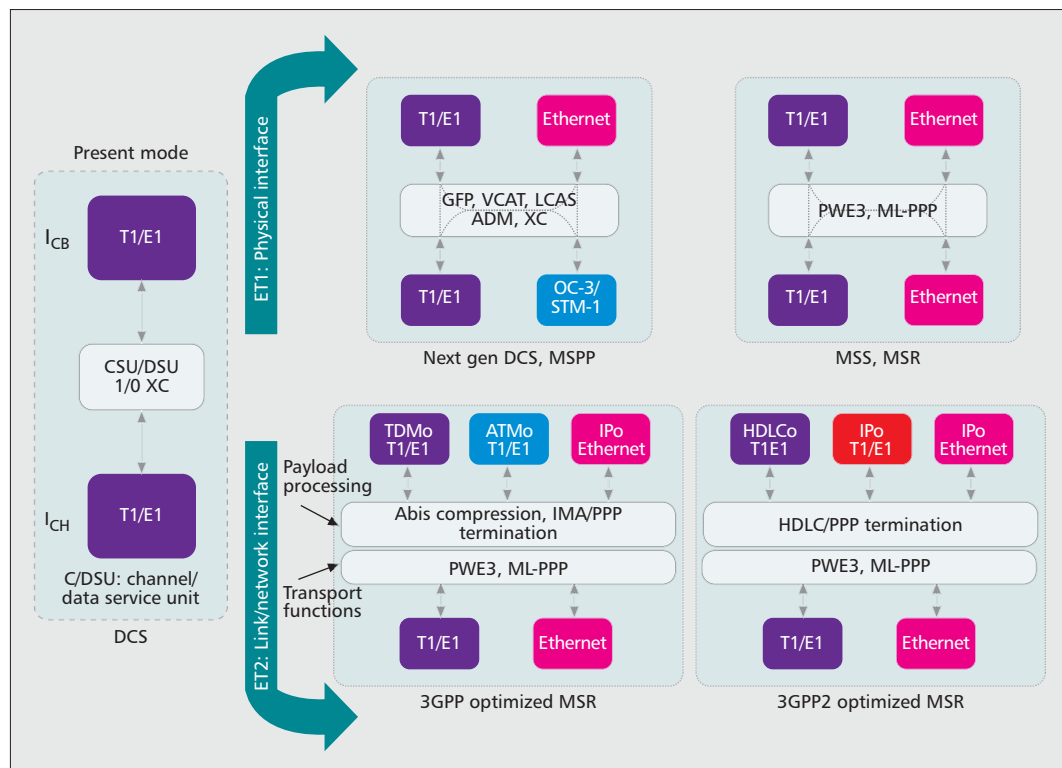 Present mode
I_CB
T1/E1
CSU/DSU
1/0 XC
I_CH
T1/E1
C/DSU: channel/
data service unit
DCS
ET1: Physical interface
T1/E1
Ethernet
GFP, VCAT, LCAS
ADM, XC
T1/E1
OC-3/
STM-1
Next gen DCS, MSPP
T1/E1
Ethernet
PWE3, ML-PPP
T1/E1
Ethernet
MSS, MSR
ET2: Link/network interface
Payload
processing
Transport
functions
TDMo
T1/E1
ATMo
T1/E1
IPo
Ethernet
Abis compression, IMA/PPP
termination
PWE3, ML-PPP
T1/E1
Ethernet
3GPP optimized MSR
HDLCo
T1E1
IPo
T1/E1
IPo
Ethernet
HDLC/PPP termination
PWE3, ML-PPP
T1/E1
Ethernet
3GPP2 optimized MSR